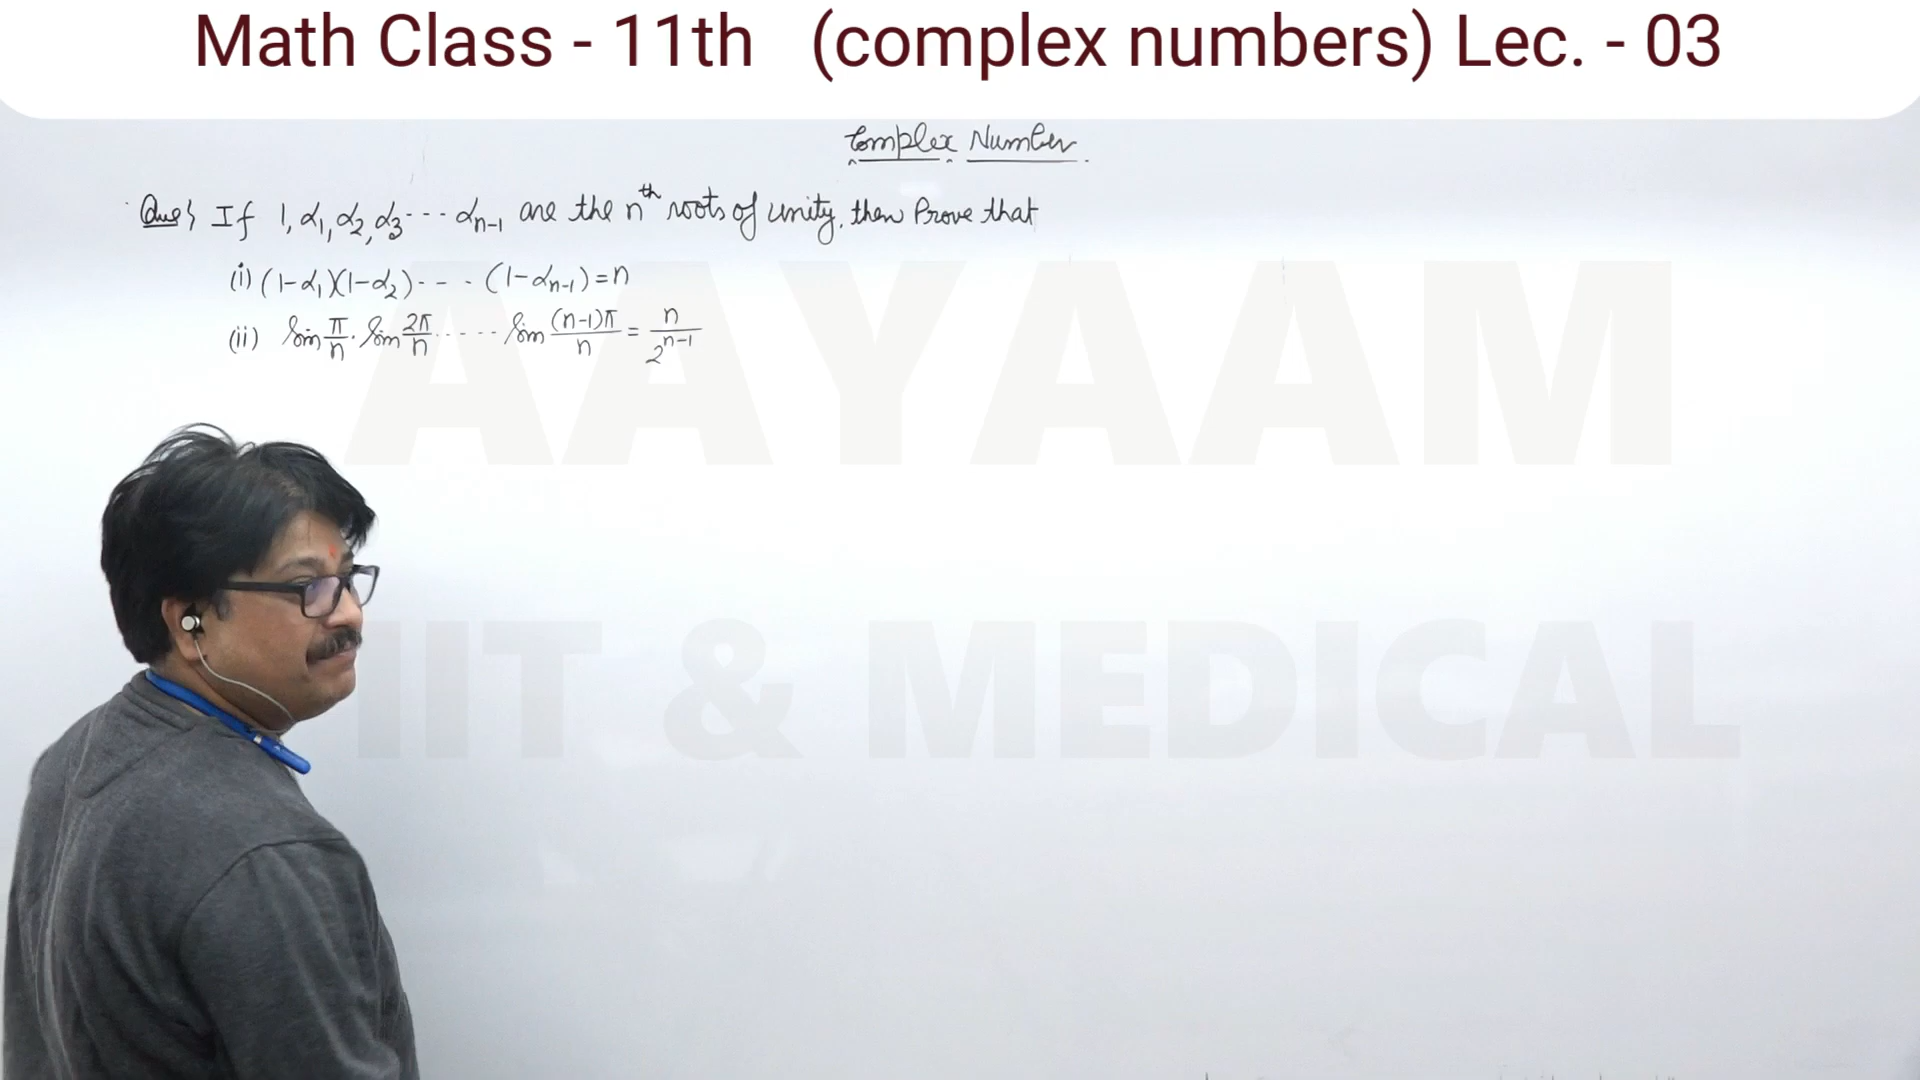 Math Class - 11th (complex numbers) Lec. - 03
Complex Number
Que} If 1, α₁, α₂, α₃ --- αₙ₋₁ are the nᵗʰ roots of unity, then Prove that
(i) (1-α₁)(1-α₂)- - - - (1-αₙ₋₁)=n
(ii) Sin π/n . Sin 2π/n ------ Sin (n-1)π/n = n/2ⁿ⁻¹
AAYAAM
IIT & MEDICAL